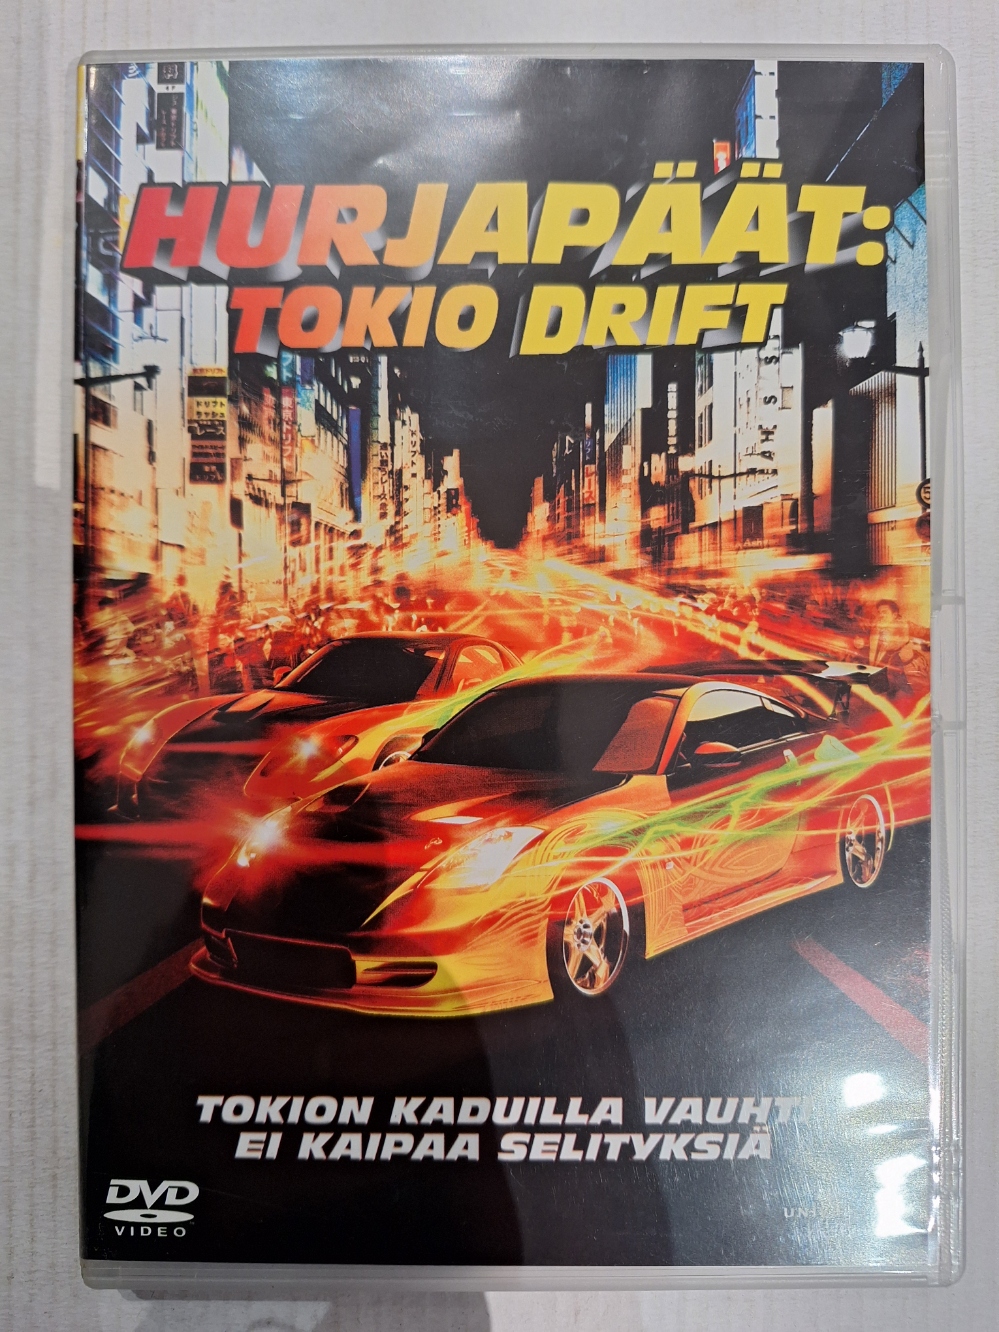 HURJAPÄÄT:
TOKIO DRIFT
TOKION KADUILLA VAUHTI
EI KAIPAA SELITYKSIÄ
DVD
VIDEO